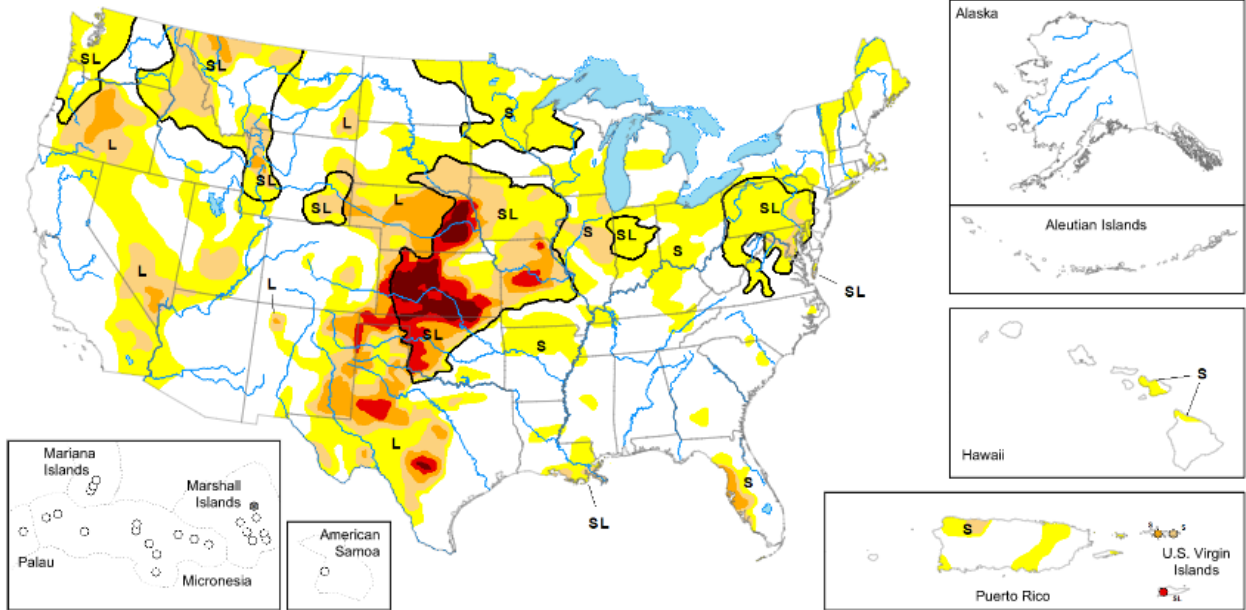 Alaska
Aleutian Islands
SL
SL
S
L
L
SL
SL
L
SL
S
SL
S
SL
L
L
SL
SL
S
L
S
SL
S
Hawaii
Mariana
Islands
Marshall
Islands
Palau
Micronesia
American
Samoa
S
S
S
U.S. Virgin
Islands
SL
Puerto Rico